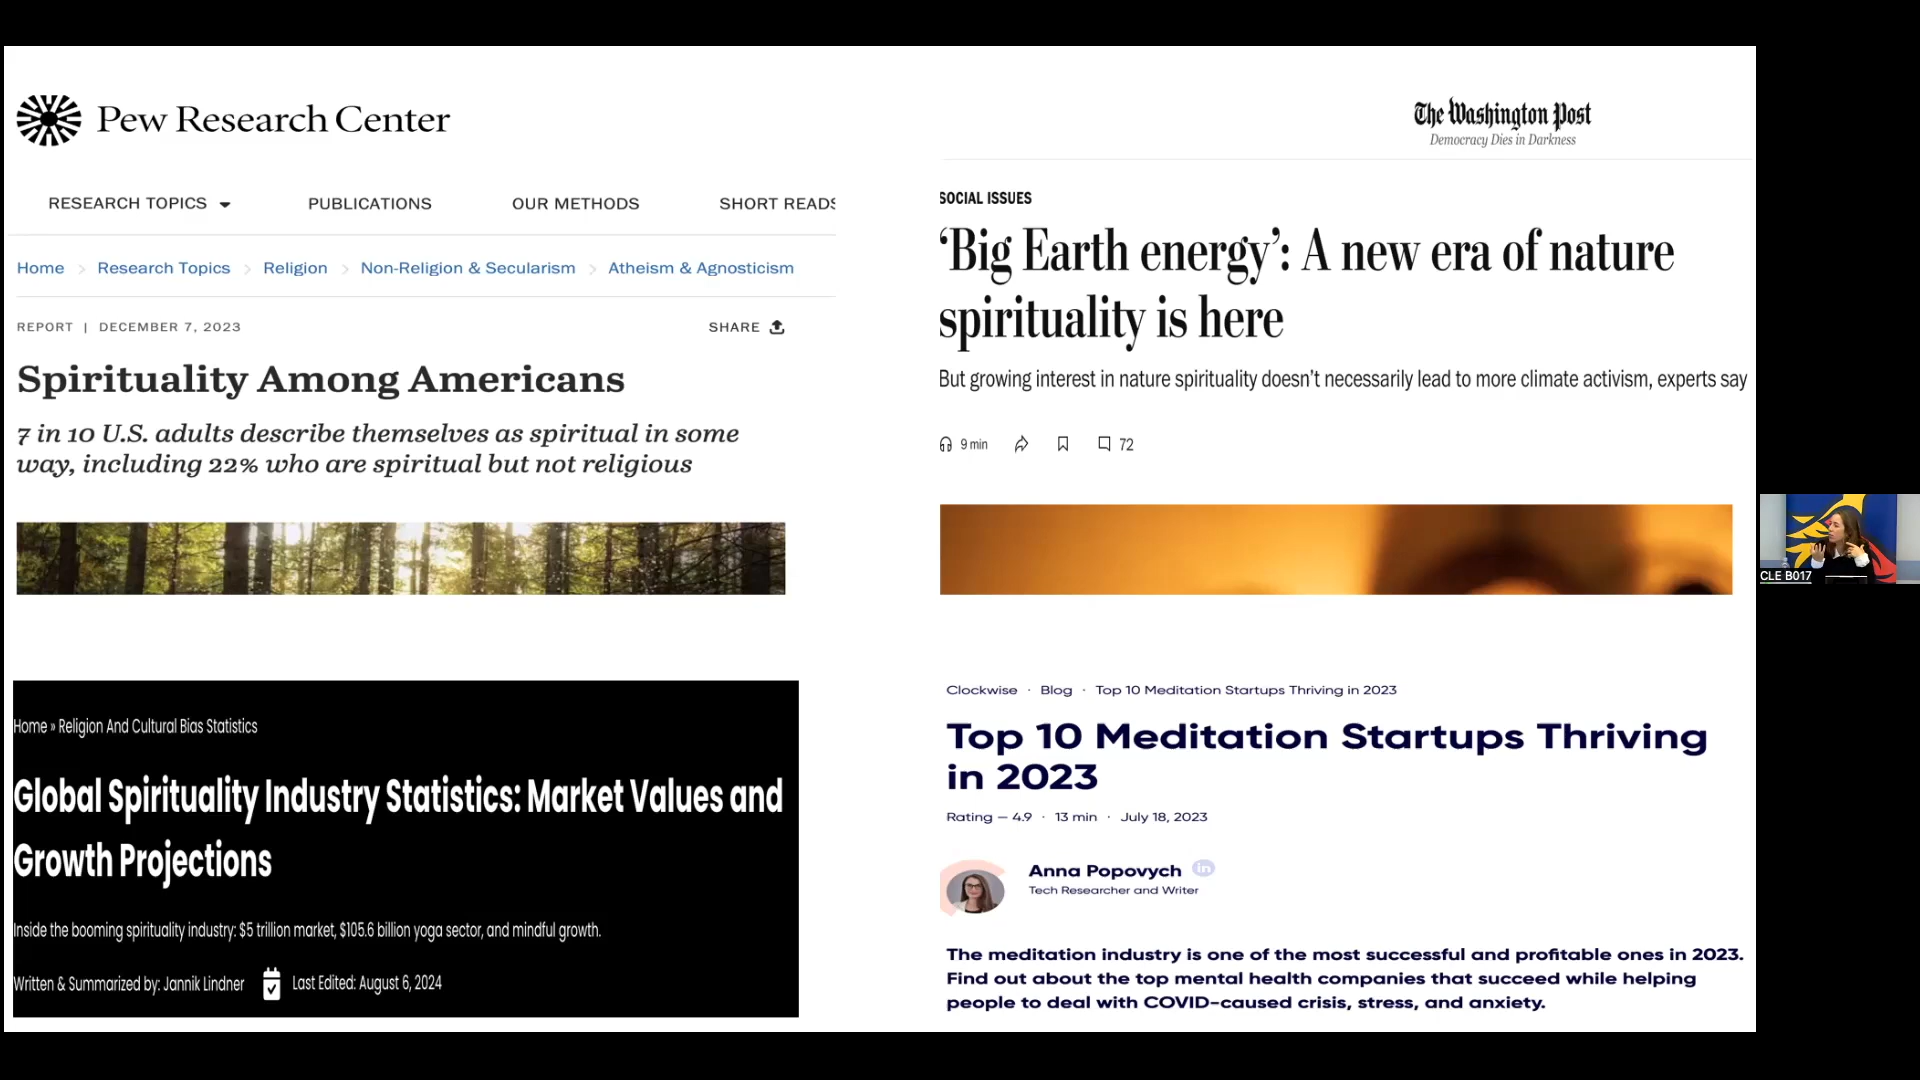 Pew Research Center
RESEARCH TOPICS
PUBLICATIONS
OUR METHODS
SHORT READS
Home > Research Topics > Religion > Non-Religion & Secularism > Atheism & Agnosticism
REPORT | DECEMBER 7, 2023
SHARE
Spirituality Among Americans
7 in 10 U.S. adults describe themselves as spiritual in some
way, including 22% who are spiritual but not religious
The Washington Post
Democracy Dies in Darkness
SOCIAL ISSUES
‘Big Earth energy’: A new era of nature
spirituality is here
But growing interest in nature spirituality doesn’t necessarily lead to more climate activism, experts say
9 min
72
Home » Religion And Cultural Bias Statistics
Global Spirituality Industry Statistics: Market Values and
Growth Projections
Inside the booming spirituality industry: $5 trillion market, $105.6 billion yoga sector, and mindful growth.
Written & Summarized by: Jannik Lindner
Last Edited: August 6, 2024
Clockwise · Blog · Top 10 Meditation Startups Thriving in 2023
Top 10 Meditation Startups Thriving
in 2023
Rating — 4.9 · 13 min · July 18, 2023
Anna Popovych in
Tech Researcher and Writer
The meditation industry is one of the most successful and profitable ones in 2023.
Find out about the top mental health companies that succeed while helping
people to deal with COVID-caused crisis, stress, and anxiety.
CLE B017